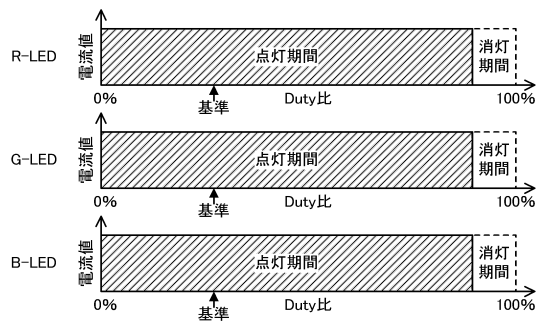 R-LED
電流値
点灯期間
消灯
期間
0%
基準
Duty比
100%
G-LED
電流値
点灯期間
消灯
期間
0%
基準
Duty比
100%
B-LED
電流値
点灯期間
消灯
期間
0%
基準
Duty比
100%